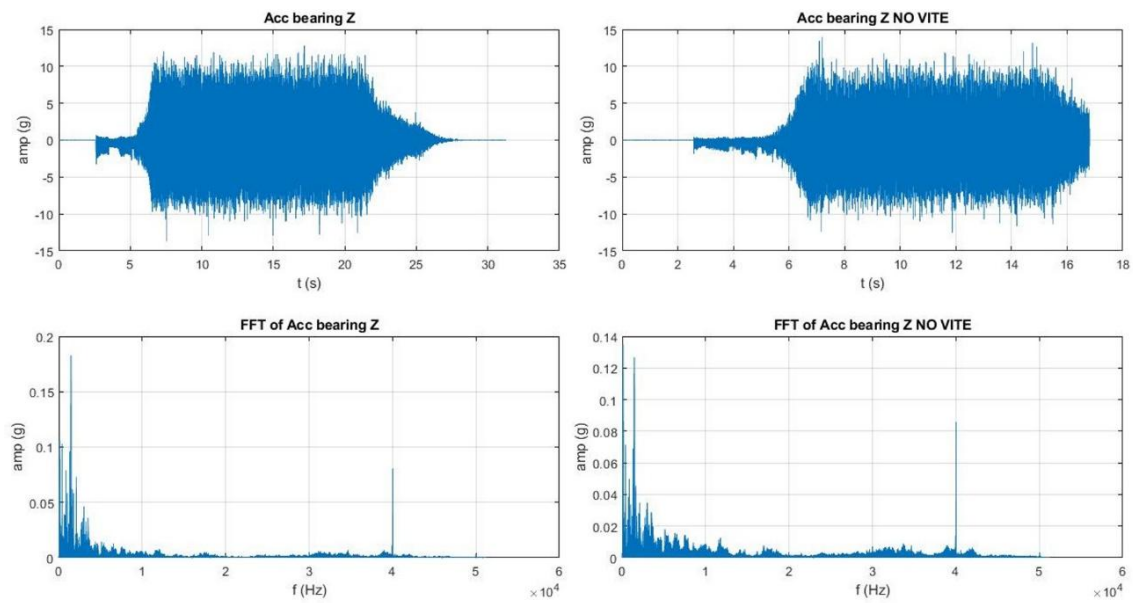 Acc bearing Z
15
10
5
0
-5
-10
-15
amp (g)
0 5 10 15 20 25 30 35
t (s)
Acc bearing Z NO VITE
15
10
5
0
-5
-10
-15
amp (g)
0 2 4 6 8 10 12 14 16 18
t (s)
FFT of Acc bearing Z
0.2
0.15
0.1
0.05
0
amp (g)
0 1 2 3 4 5 6
f (Hz)
×10⁴
FFT of Acc bearing Z NO VITE
0.14
0.12
0.1
0.08
0.06
0.04
0.02
0
amp (g)
0 1 2 3 4 5 6
f (Hz)
×10⁴